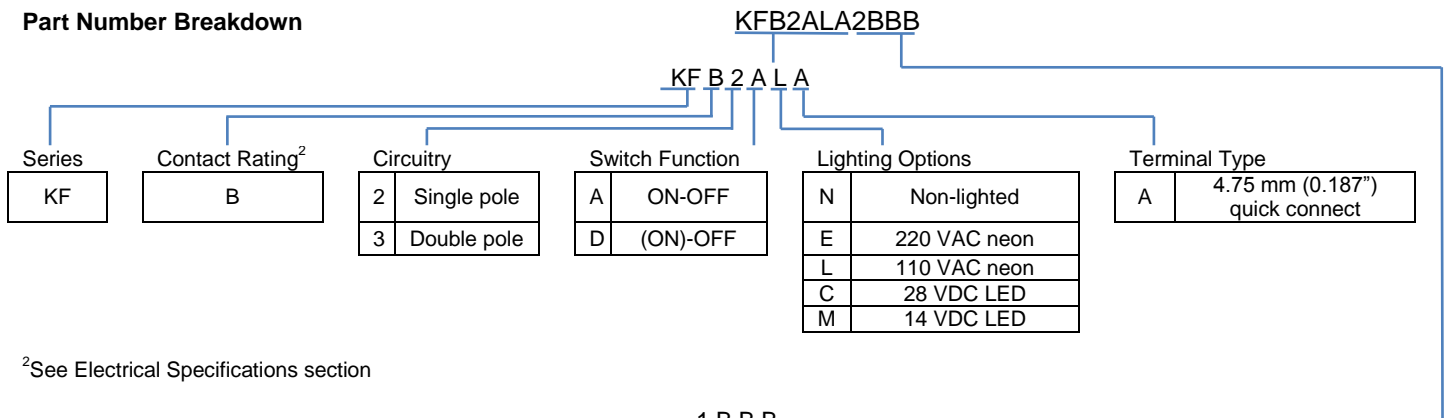 Part Number Breakdown KFB2ALA2BBB
KF B 2 A L A
Series Contact Rating2 Circuitry Switch Function Lighting Options Terminal Type
KF B 2 Single pole A ON-OFF N Non-lighted A 4.75 mm (0.187”)
quick connect
3 Double pole D (ON)-OFF E 220 VAC neon
L 110 VAC neon
C 28 VDC LED
M 14 VDC LED
2See Electrical Specifications section
1 B B B